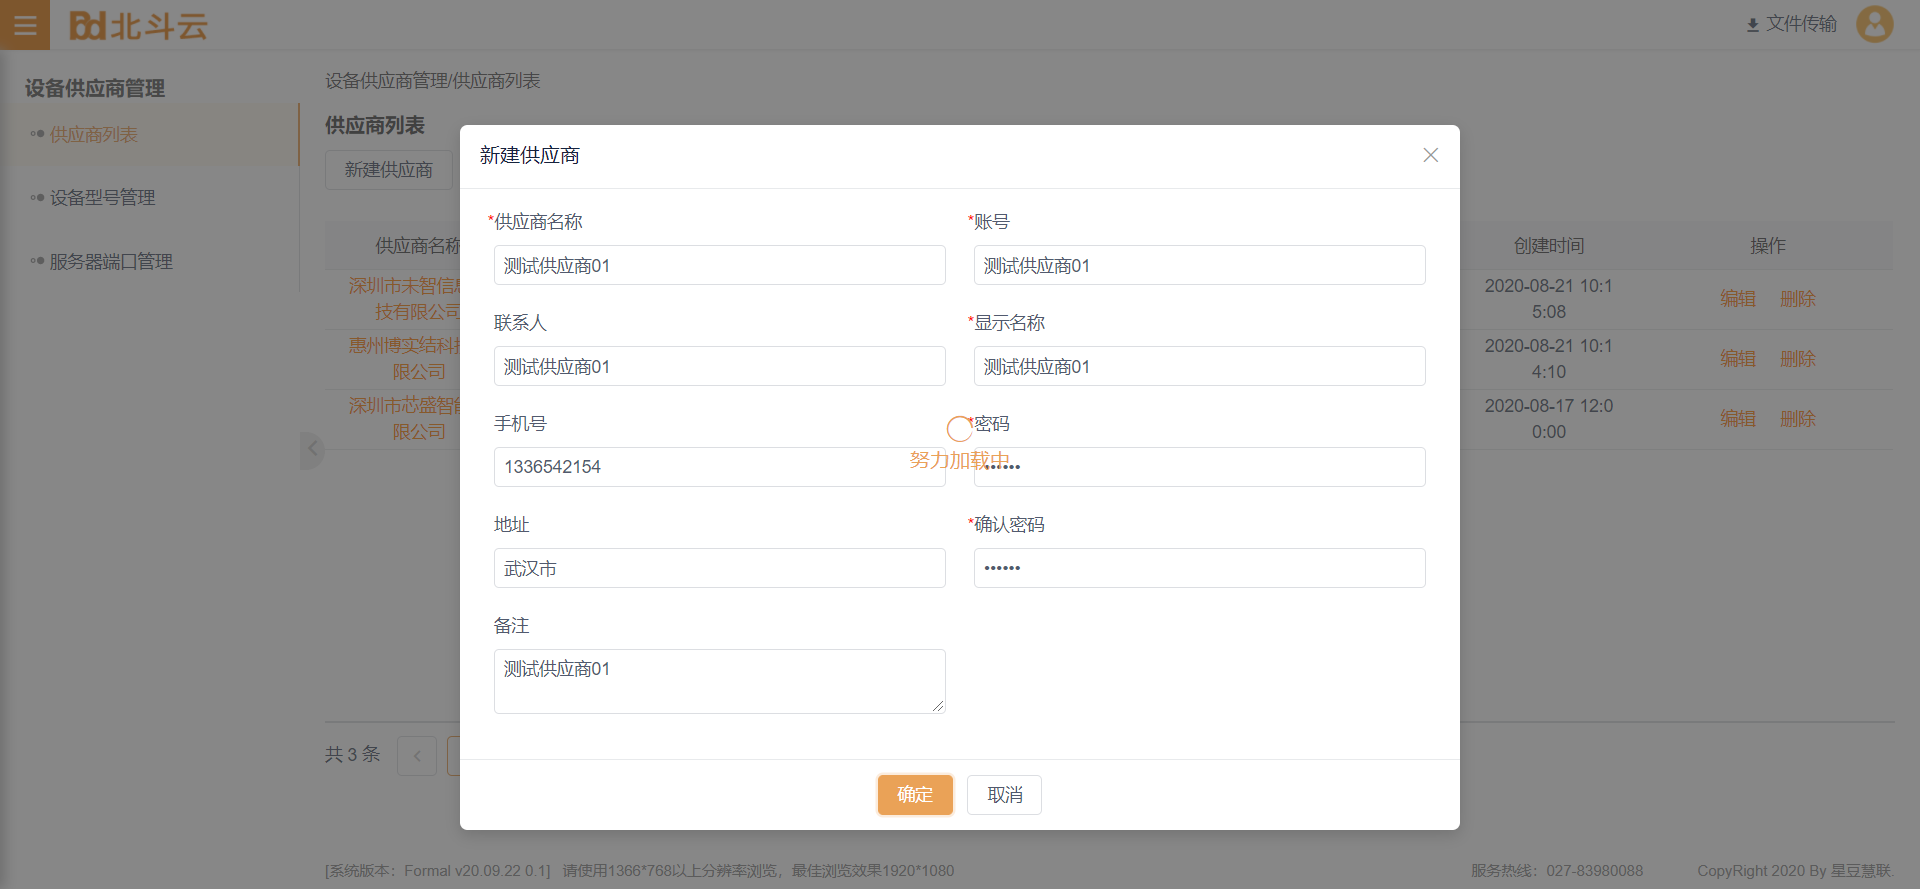 北斗云
文件传输
设备供应商管理
供应商列表
设备型号管理
服务器端口管理
设备供应商管理/供应商列表
供应商列表
新建供应商
供应商名称
创建时间
操作
深圳市未智信息
技有限公司
2020-08-21 10:1
5:08
编辑
删除
惠州博实结科技
限公司
2020-08-21 10:1
4:10
编辑
删除
深圳市芯盛智能
限公司
2020-08-17 12:0
0:00
编辑
删除
共 3 条
新建供应商
*供应商名称
测试供应商01
*账号
测试供应商01
联系人
测试供应商01
*显示名称
测试供应商01
手机号
1336542154
*密码
••••••
努力加载中
地址
武汉市
*确认密码
••••••
备注
测试供应商01
确定
取消
[系统版本：Formal v20.09.22 0.1] 请使用1366*768以上分辨率浏览，最佳浏览效果1920*1080
服务热线：027-83980088
CopyRight 2020 By 星豆慧联.